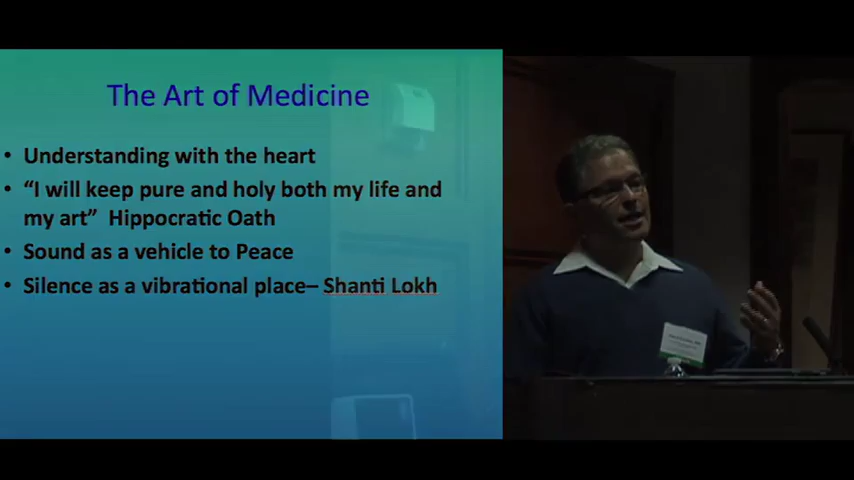 The Art of Medicine
• Understanding with the heart
• “I will keep pure and holy both my life and
my art” Hippocratic Oath
• Sound as a vehicle to Peace
• Silence as a vibrational place– Shanti Lokh